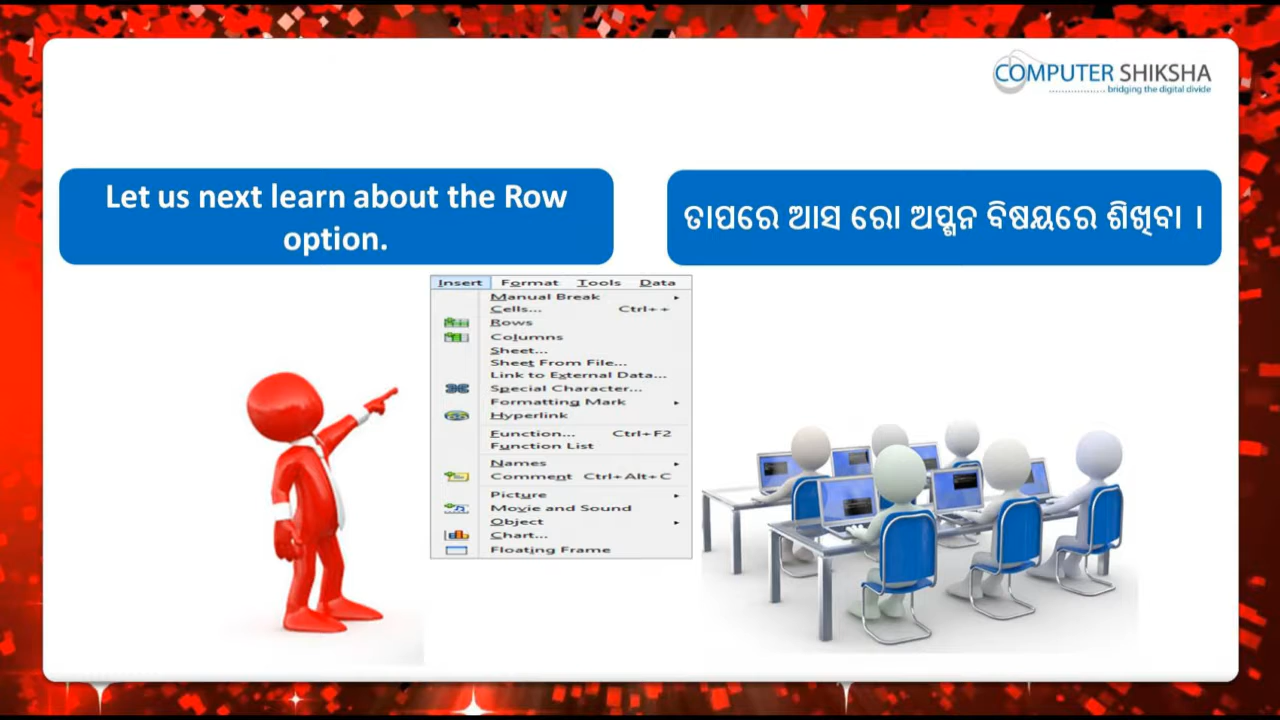 COMPUTER SHIKSHA
bridging the digital divide
Let us next learn about the Row
option.
ତାପରେ ଆସ ରୋ ଅପ୍ଶନ ବିଷୟରେ ଶିଖିବା ।
Insert Format Tools Data
Manual Break
Cells... Ctrl++
Rows
Columns
Sheet...
Sheet From File...
Link to External Data...
Special Character...
Formatting Mark
Hyperlink
Function... Ctrl+F2
Function List
Names
Comment Ctrl+Alt+C
Picture
Movie and Sound
Object
Chart...
Floating Frame